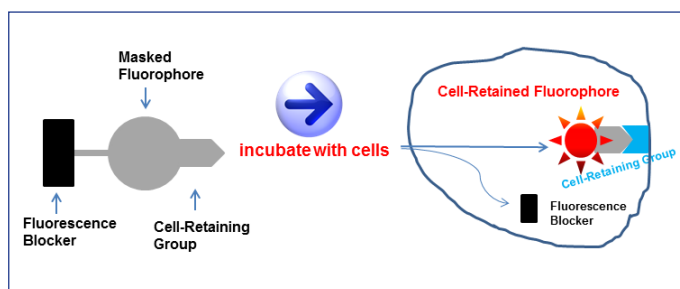 Masked
Fluorophore
Fluorescence
Blocker
Cell-Retaining
Group
incubate with cells
Cell-Retained Fluorophore
Cell-Retaining Group
Fluorescence
Blocker